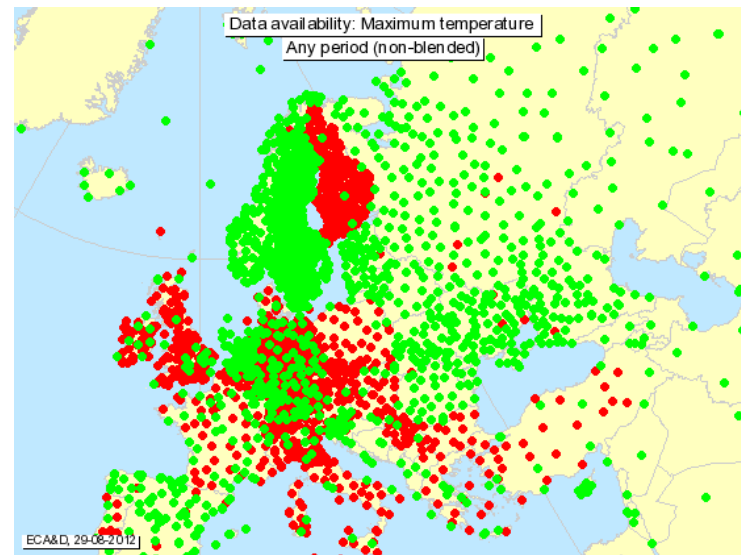 Data availability: Maximum temperature
Any period (non-blended)
ECA&D, 29-08-2012